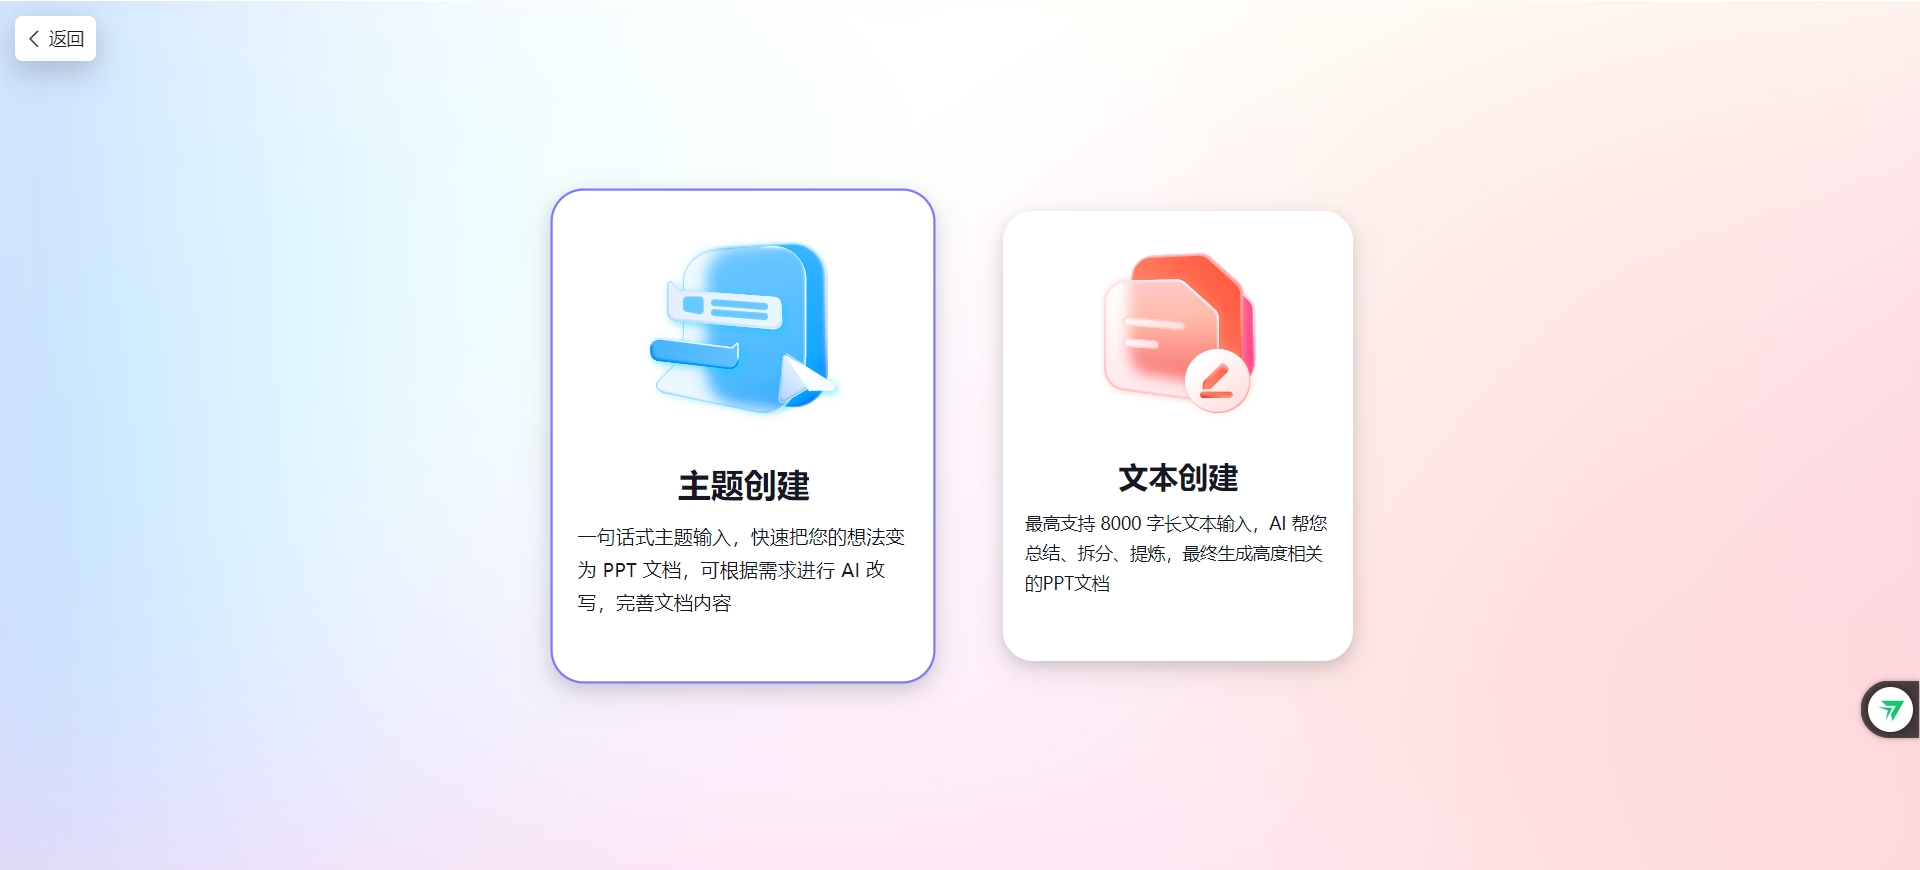 返回
主题创建
一句话式主题输入，快速把您的想法变
为 PPT 文档，可根据需求进行 AI 改
写，完善文档内容
文本创建
最高支持 8000 字长文本输入，AI 帮您
总结、拆分、提炼，最终生成高度相关
的PPT文档